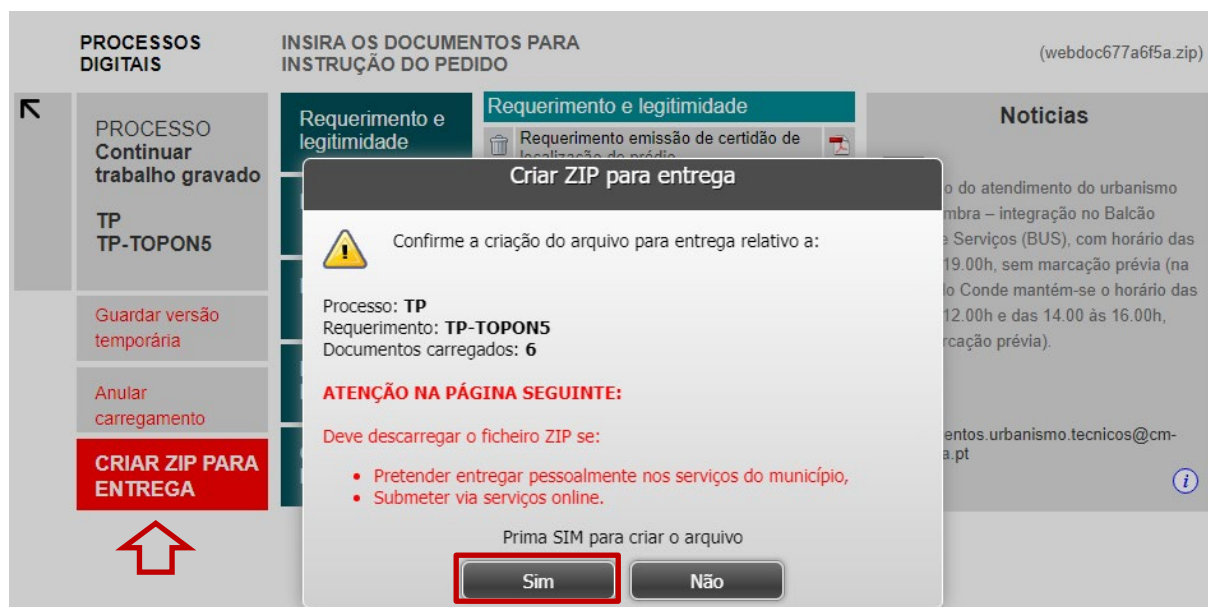 PROCESSOS
DIGITAIS
INSIRA OS DOCUMENTOS PARA
INSTRUÇÃO DO PEDIDO
(webdoc677a6f5a.zip)
PROCESSO
Continuar
trabalho gravado
TP
TP-TOPON5
Guardar versão
temporária
Anular
carregamento
CRIAR ZIP PARA
ENTREGA
Requerimento e
legitimidade
Requerimento e legitimidade
Requerimento emissão de certidão de
localização de prédio
Criar ZIP para entrega
Confirme a criação do arquivo para entrega relativo a:
Processo: TP
Requerimento: TP-TOPON5
Documentos carregados: 6
ATENÇÃO NA PÁGINA SEGUINTE:
Deve descarregar o ficheiro ZIP se:
• Pretender entregar pessoalmente nos serviços do município,
• Submeter via serviços online.
Prima SIM para criar o arquivo
Sim
Não
Noticias
do atendimento do urbanismo
mbra – integração no Balcão
Serviços (BUS), com horário das
19.00h, sem marcação prévia (na
lo Conde mantém-se o horário das
12.00h e das 14.00 às 16.00h,
rcação prévia).
entos.urbanismo.tecnicos@cm-
a.pt
i